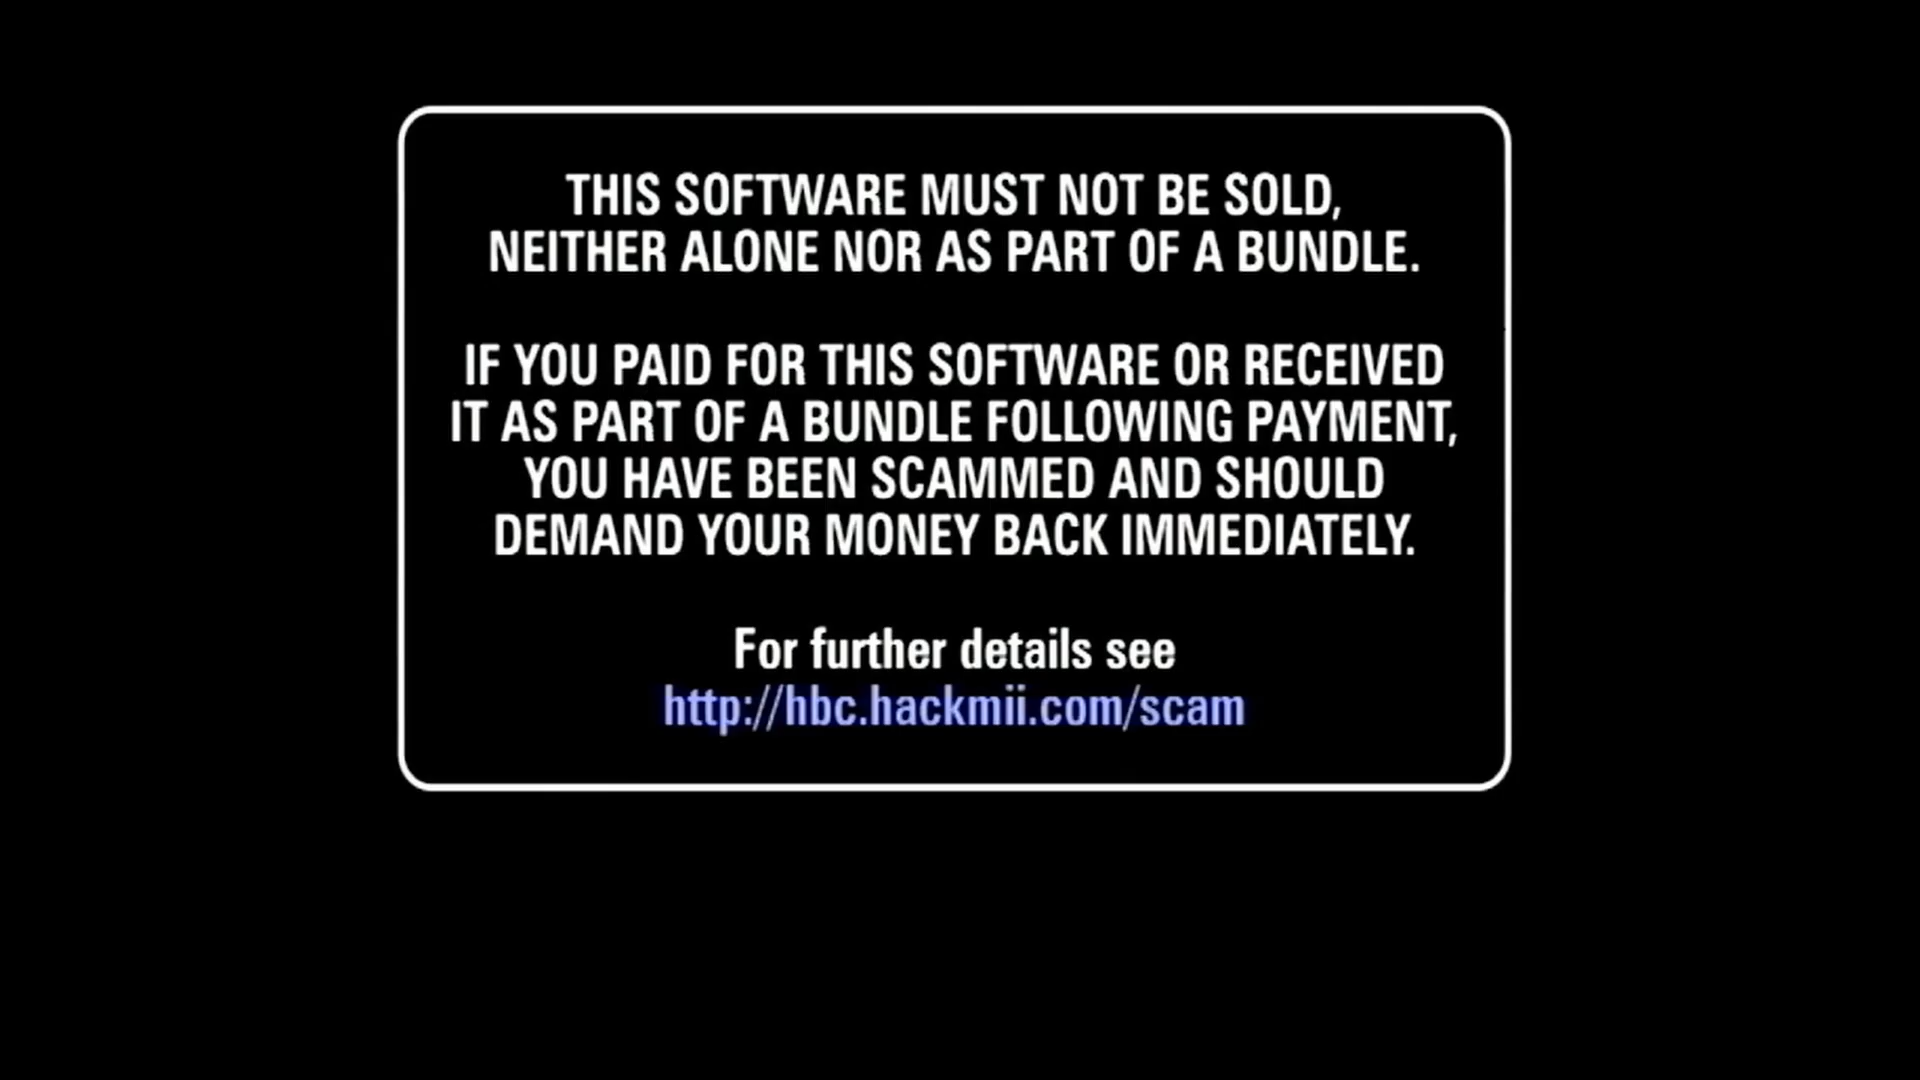 THIS SOFTWARE MUST NOT BE SOLD,
NEITHER ALONE NOR AS PART OF A BUNDLE.
IF YOU PAID FOR THIS SOFTWARE OR RECEIVED
IT AS PART OF A BUNDLE FOLLOWING PAYMENT,
YOU HAVE BEEN SCAMMED AND SHOULD
DEMAND YOUR MONEY BACK IMMEDIATELY.
For further details see
http://hbc.hackmii.com/scam